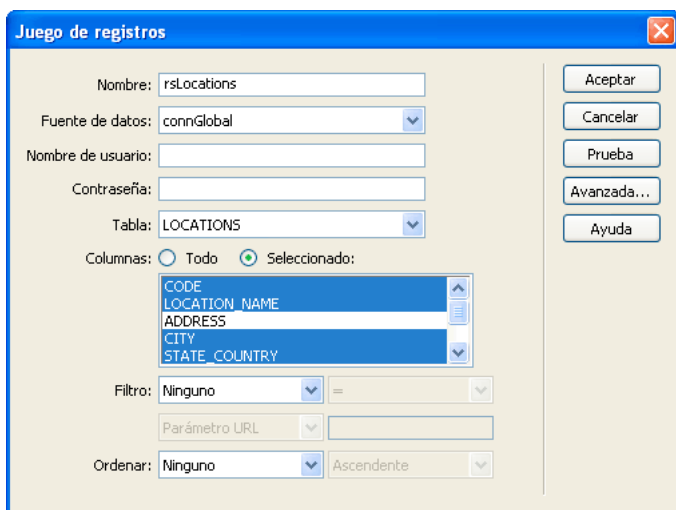 Juego de registros
Nombre: rsLocations
Aceptar
Fuente de datos: connGlobal
Cancelar
Nombre de usuario:
Prueba
Contraseña:
Avanzada...
Tabla: LOCATIONS
Ayuda
Columnas: Todo Seleccionado:
CODE
LOCATION_NAME
ADDRESS
CITY
STATE_COUNTRY
Filtro: Ninguno =
Parámetro URL
Ordenar: Ninguno Ascendente